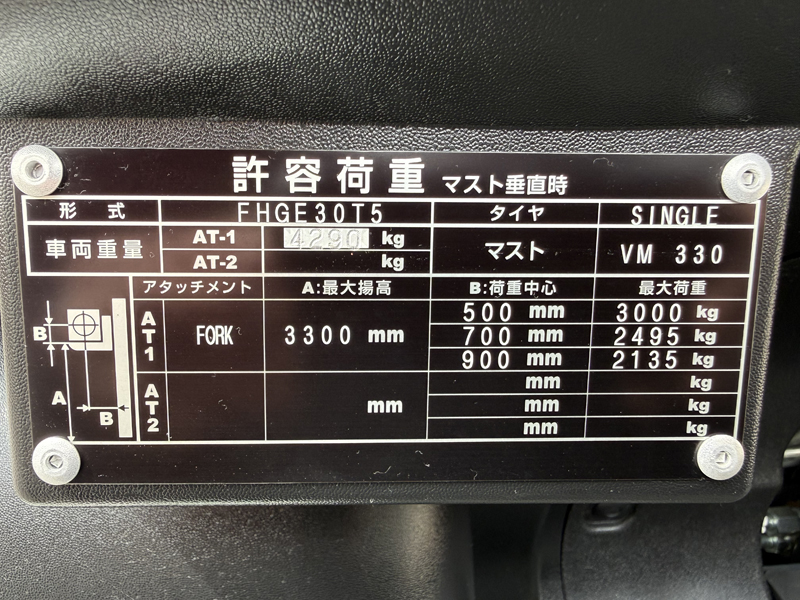 許容荷重 マスト垂直時
形式 FHGE30T5 タイヤ SINGLE
車両重量 AT-1 4290 kg マスト VM 330
AT-2 kg
アタッチメント A:最大揚高 B:荷重中心 最大荷重
AT1 FORK 3300 mm 500 mm 3000 kg
700 mm 2495 kg
900 mm 2135 kg
AT2 mm mm kg
mm kg
mm kg
B
A
B